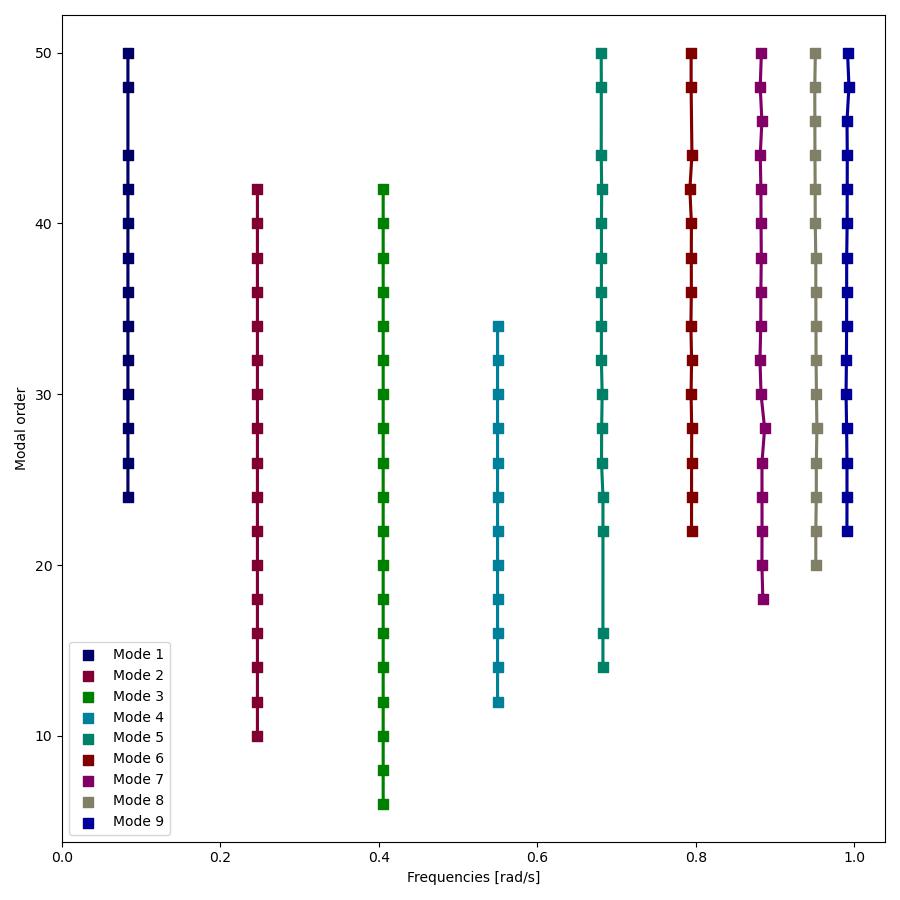 50
40
30
20
10
Modal order
Mode 1
Mode 2
Mode 3
Mode 4
Mode 5
Mode 6
Mode 7
Mode 8
Mode 9
0.0 0.2 0.4 0.6 0.8 1.0
Frequencies [rad/s]